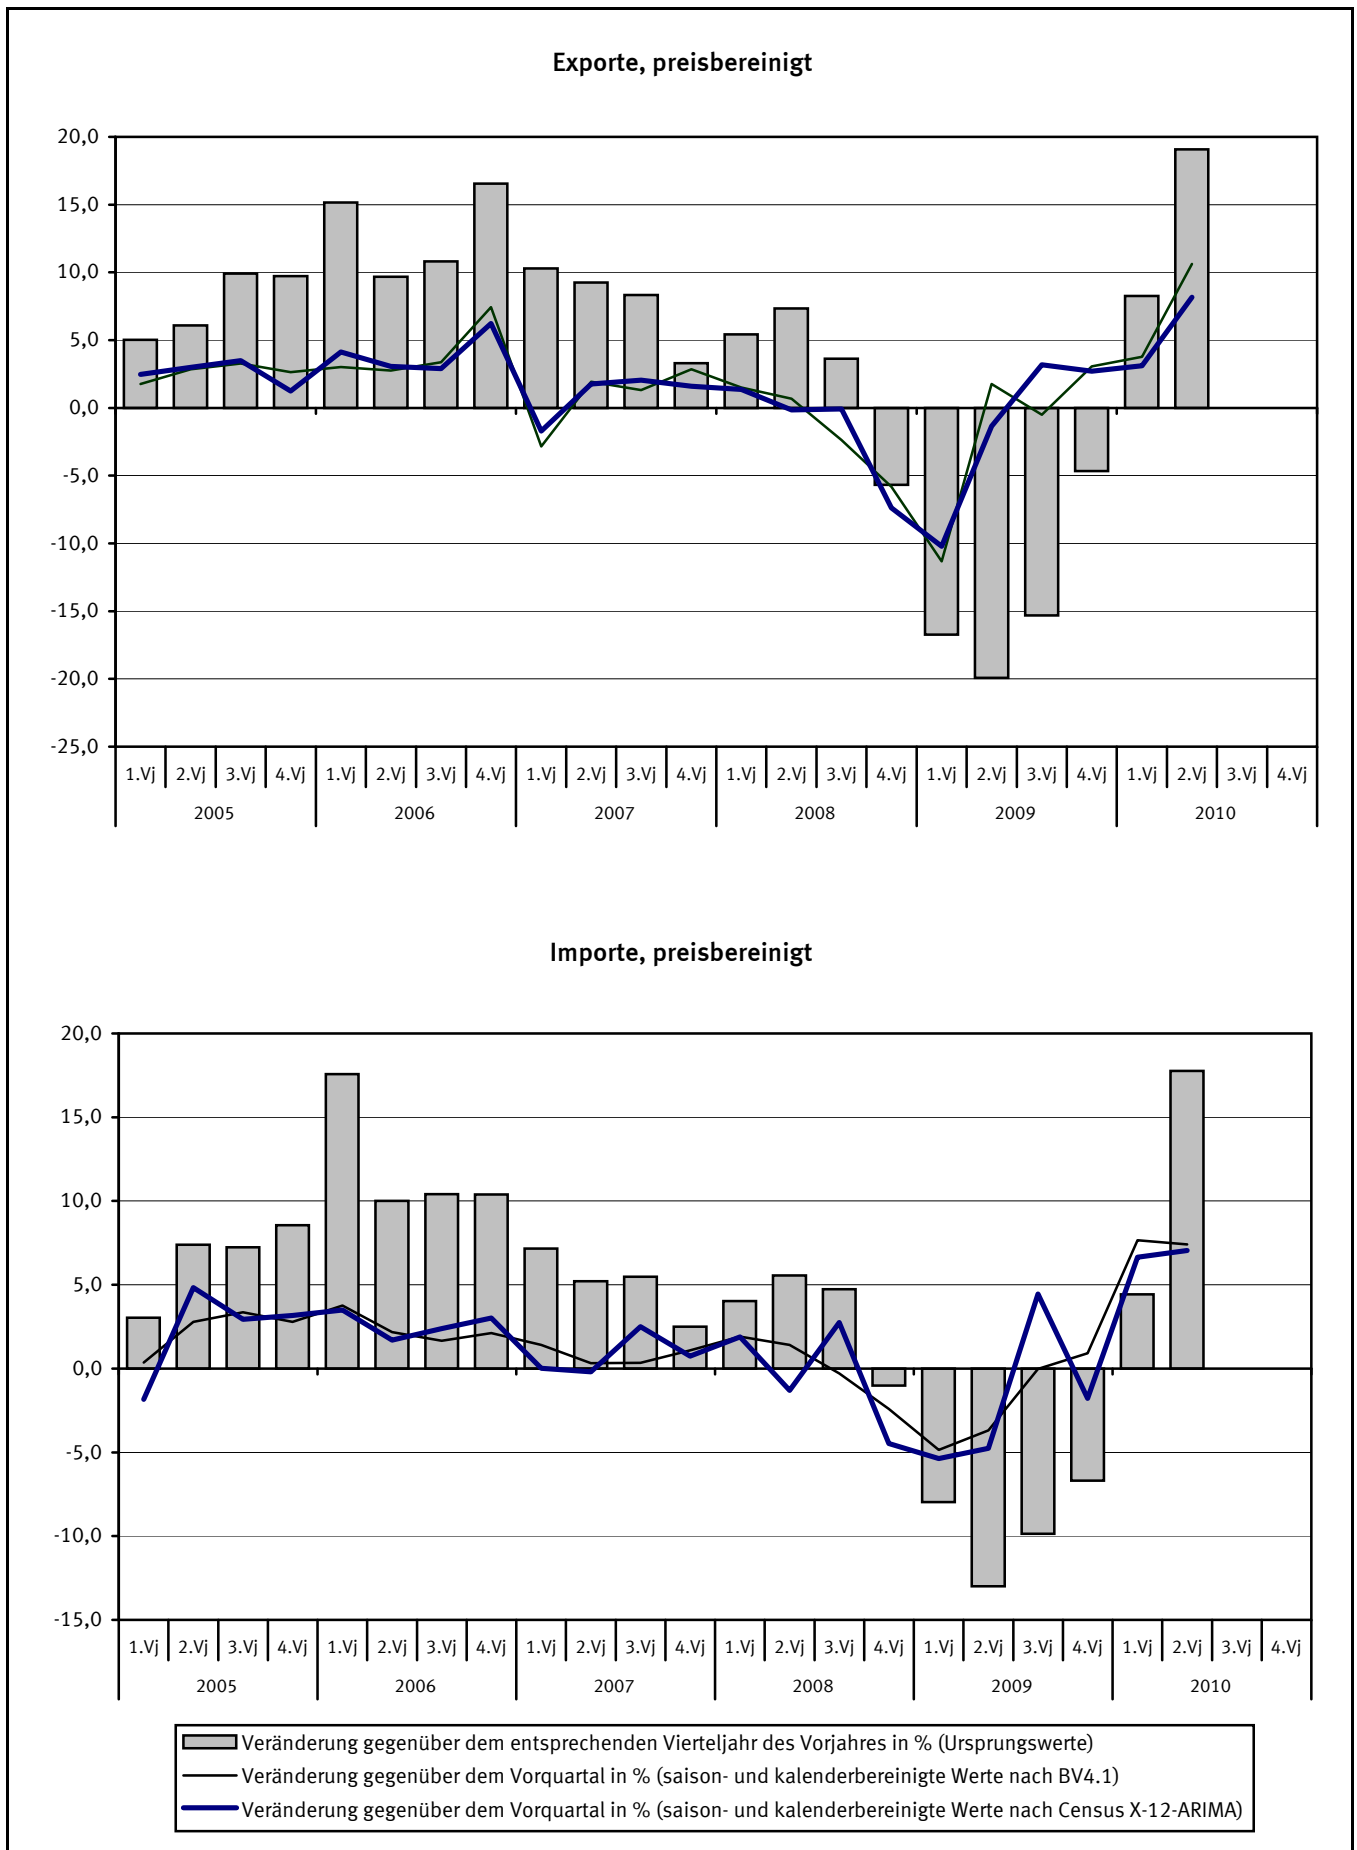 Exporte, preisbereinigt
20,0
15,0
10,0
5,0
0,0
-5,0
-10,0
-15,0
-20,0
-25,0
1.Vj 2.Vj 3.Vj 4.Vj 1.Vj 2.Vj 3.Vj 4.Vj 1.Vj 2.Vj 3.Vj 4.Vj 1.Vj 2.Vj 3.Vj 4.Vj 1.Vj 2.Vj 3.Vj 4.Vj 1.Vj 2.Vj 3.Vj 4.Vj
2005 2006 2007 2008 2009 2010
Importe, preisbereinigt
20,0
15,0
10,0
5,0
0,0
-5,0
-10,0
-15,0
1.Vj 2.Vj 3.Vj 4.Vj 1.Vj 2.Vj 3.Vj 4.Vj 1.Vj 2.Vj 3.Vj 4.Vj 1.Vj 2.Vj 3.Vj 4.Vj 1.Vj 2.Vj 3.Vj 4.Vj 1.Vj 2.Vj 3.Vj 4.Vj
2005 2006 2007 2008 2009 2010
Veränderung gegenüber dem entsprechenden Vierteljahr des Vorjahres in % (Ursprungswerte)
Veränderung gegenüber dem Vorquartal in % (saison- und kalenderbereinigte Werte nach BV4.1)
Veränderung gegenüber dem Vorquartal in % (saison- und kalenderbereinigte Werte nach Census X-12-ARIMA)